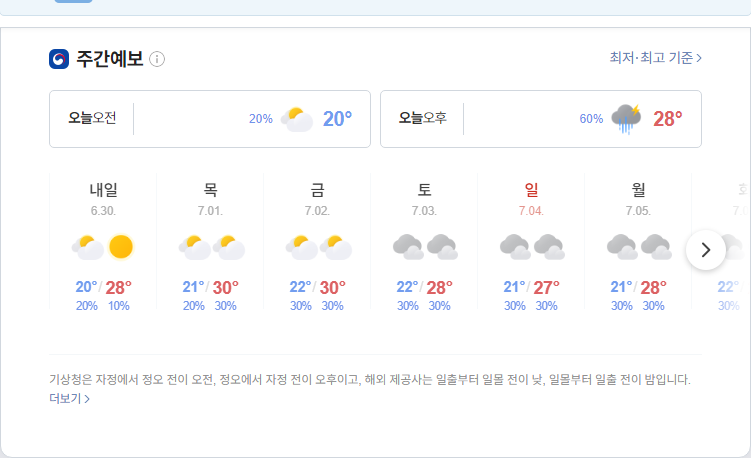 주간예보
최저·최고 기준
오늘오전 20% 20°
오늘오후 60% 28°
내일 목 금 토 일 월
6.30. 7.01. 7.02. 7.03. 7.04. 7.05.
20°/28° 21°/30° 22°/30° 22°/28° 21°/27° 21°/28° 22°
20% 10% 20% 30% 30% 30% 30% 30% 30% 30% 30% 30% 30%
기상청은 자정에서 정오 전이 오전, 정오에서 자정 전이 오후이고, 해외 제공사는 일출부터 일몰 전이 낮, 일몰부터 일출 전이 밤입니다.
더보기